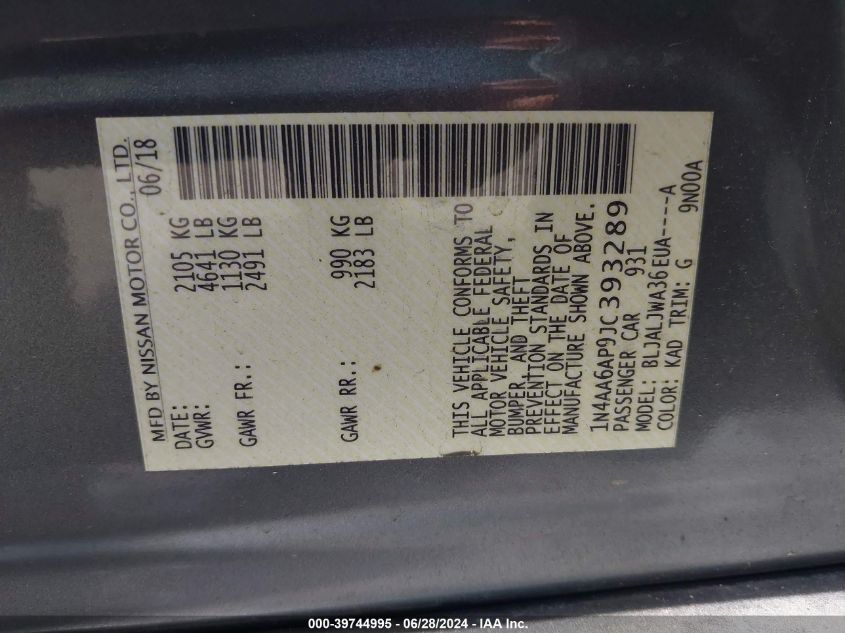 MFD BY NISSAN MOTOR CO., LTD.
DATE: 06/18
GVWR: 2105 KG
4641 LB
GAWR FR.: 1130 KG
2491 LB
GAWR RR.: 990 KG
2183 LB
THIS VEHICLE CONFORMS TO
ALL APPLICABLE FEDERAL
MOTOR VEHICLE SAFETY,
BUMPER, AND THEFT
PREVENTION STANDARDS IN
EFFECT ON THE DATE OF
MANUFACTURE SHOWN ABOVE.
1N4AA6AP9JC393289
PASSENGER CAR 931
MODEL: BLJALJWA36EUA----A
COLOR: KAD TRIM: G 9N00A
000-39744995 - 06/28/2024 - IAA Inc.